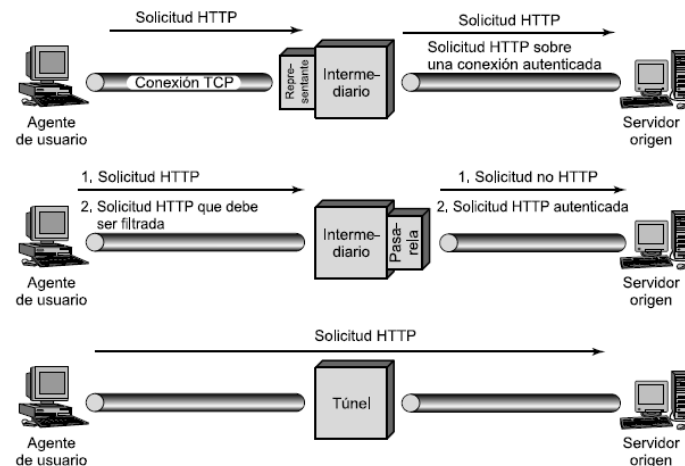 Solicitud HTTP
Solicitud HTTP
Solicitud HTTP sobre
una conexión autenticada
Conexión TCP
Repre-
sentante
Interme-
diario
Agente
de usuario
Servidor
origen
1, Solicitud HTTP
2, Solicitud HTTP que debe
ser filtrada
1, Solicitud no HTTP
2, Solicitud HTTP autenticada
Interme-
diario
Pasa-
rela
Agente
de usuario
Servidor
origen
Solicitud HTTP
Túnel
Agente
de usuario
Servidor
origen